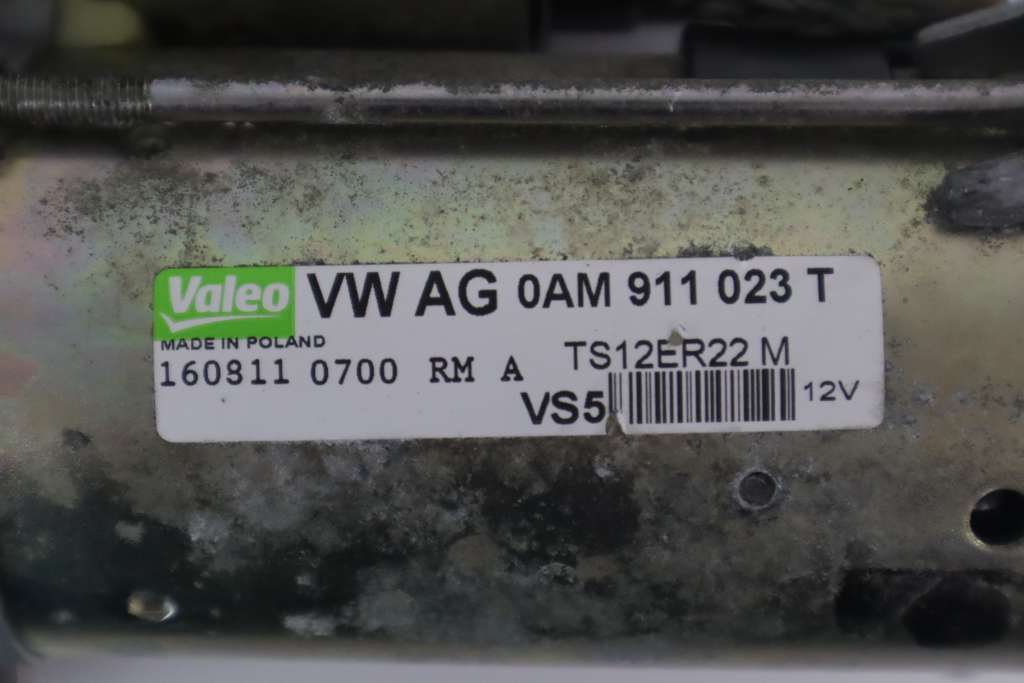 Valeo VW AG 0AM 911 023 T
MADE IN POLAND
TS12ER22 M
160811 0700 RM A
VS5 12V